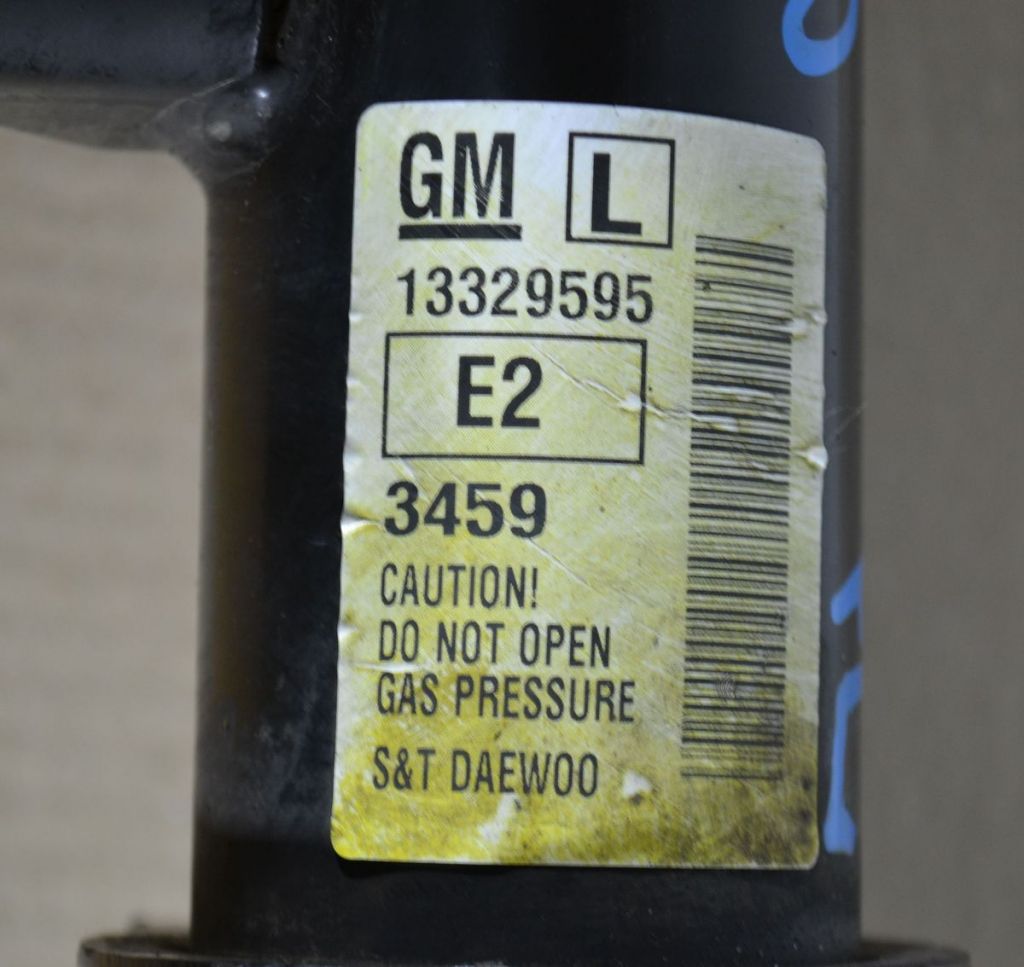 GM L
13329595
E2
3459
CAUTION!
DO NOT OPEN
GAS PRESSURE
S&T DAEWOO